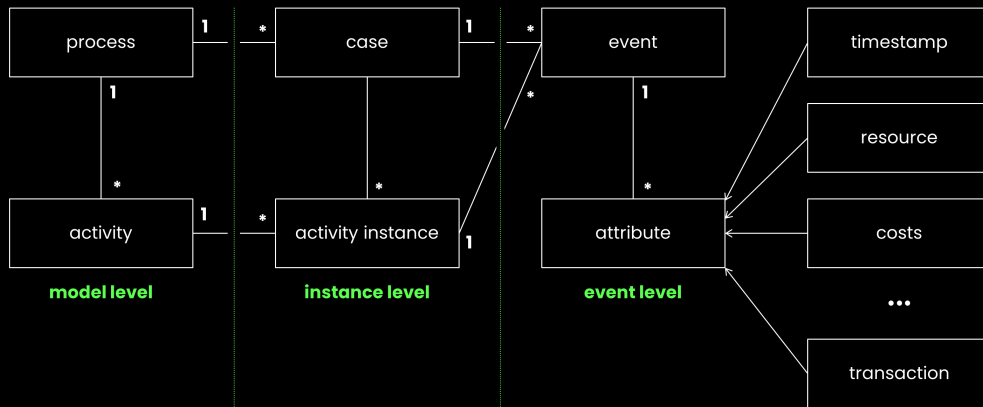 process
1
*
case
1
*
event
timestamp
1
*
1
resource
*
*
*
activity
1
*
activity instance
1
attribute
costs
model level
instance level
event level
...
transaction